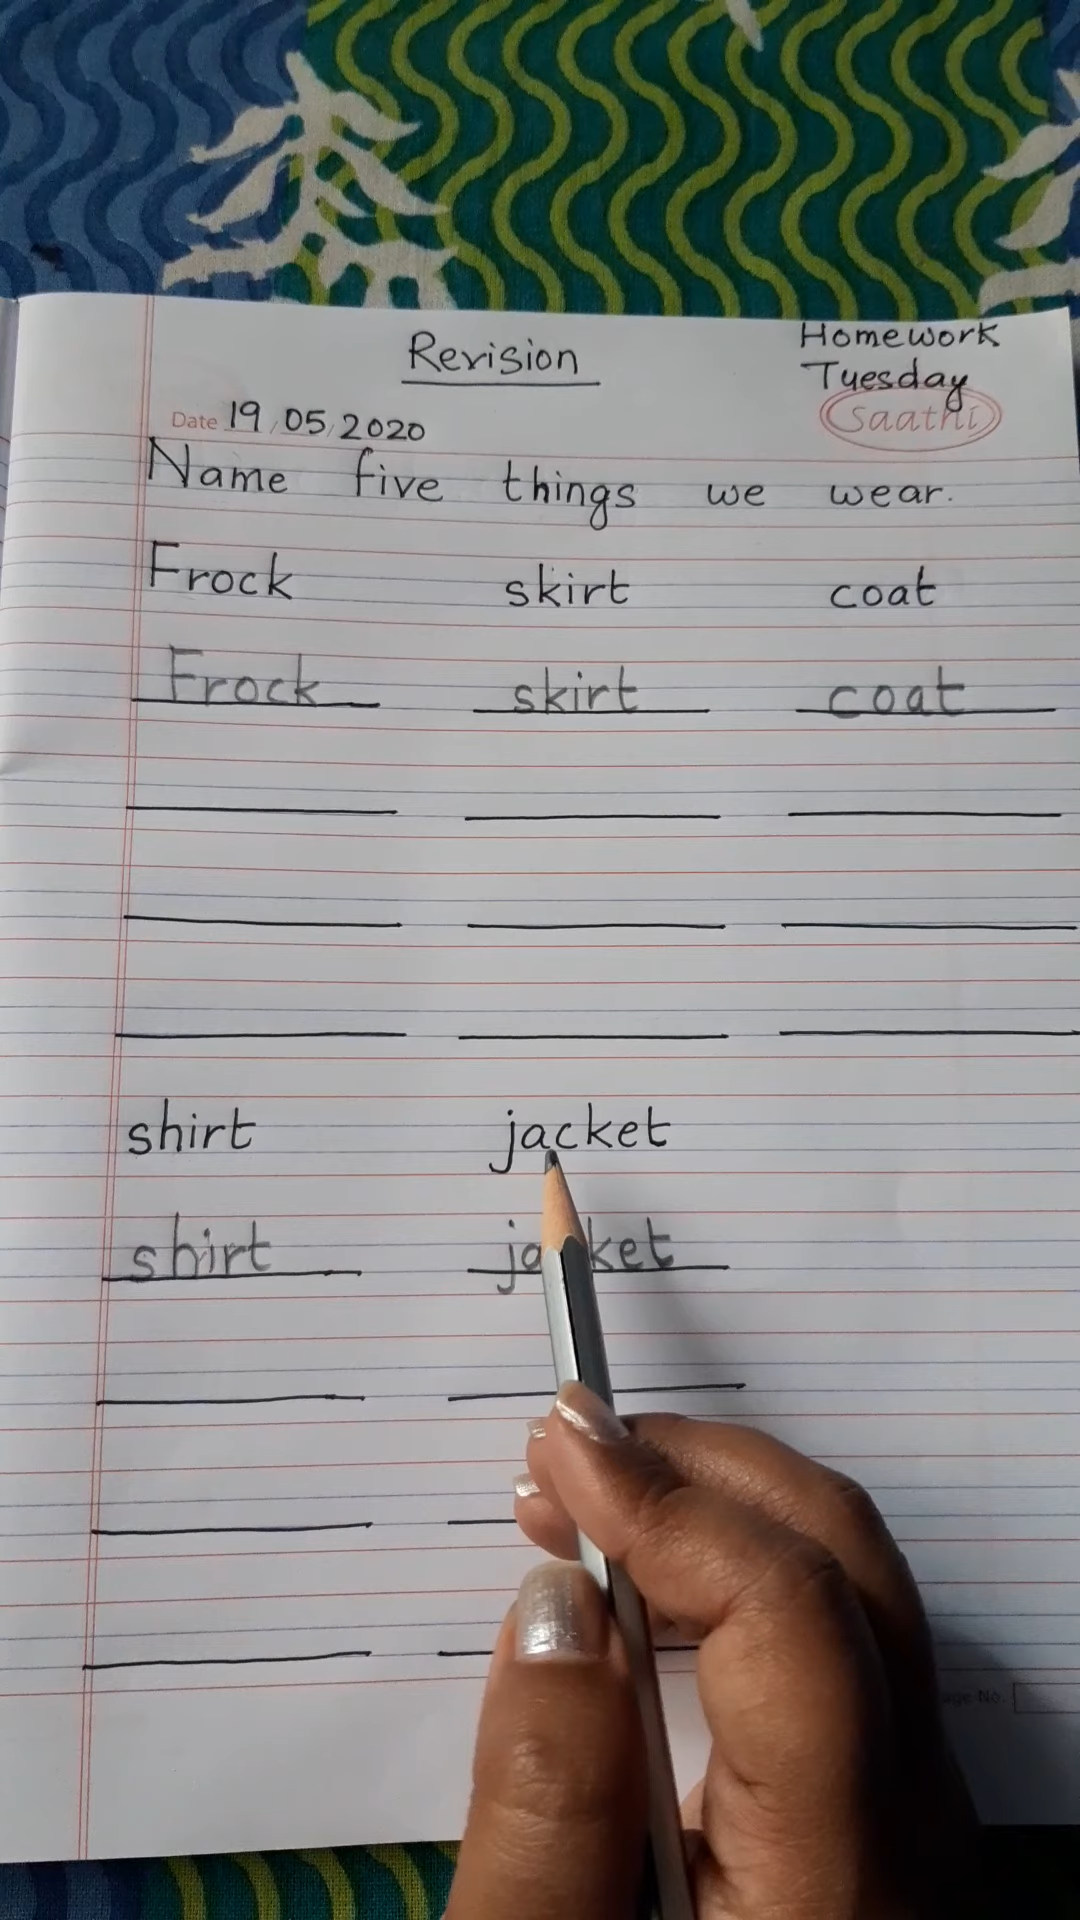 Revision
Homework
Tuesday
saathi
Date 19/05/2020
Name five things we wear.
Frock skirt coat
Frock skirt coat
shirt jacket
shirt ket